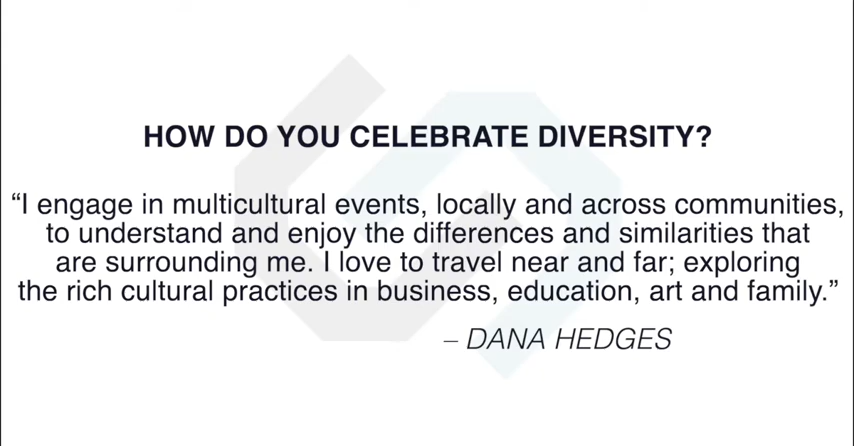 HOW DO YOU CELEBRATE DIVERSITY?
“I engage in multicultural events, locally and across communities,
to understand and enjoy the differences and similarities that
are surrounding me. I love to travel near and far; exploring
the rich cultural practices in business, education, art and family.”
– DANA HEDGES